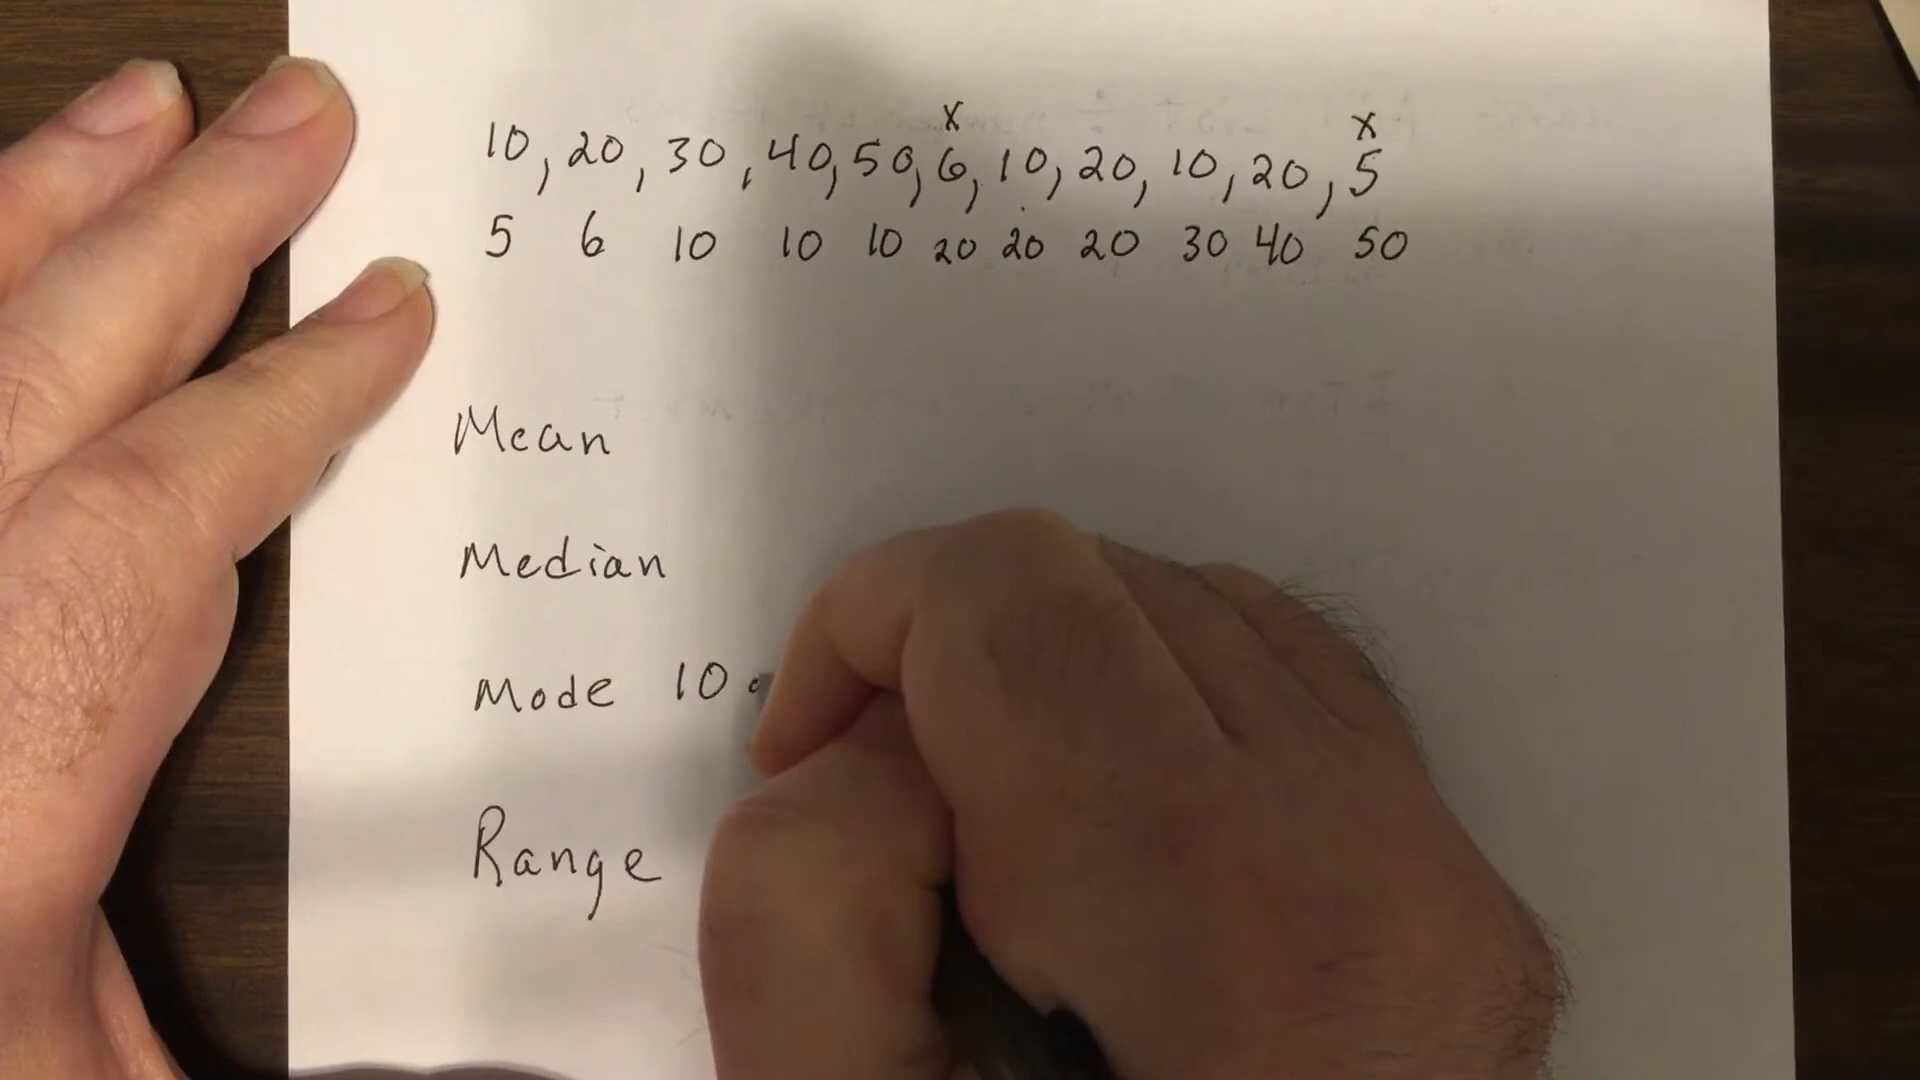 x x
10, 20, 30, 40, 50, 6, 10, 20, 10, 20, 5
5 6 10 10 10 20 20 20 30 40 50
Mean
Median
Mode 10
Range